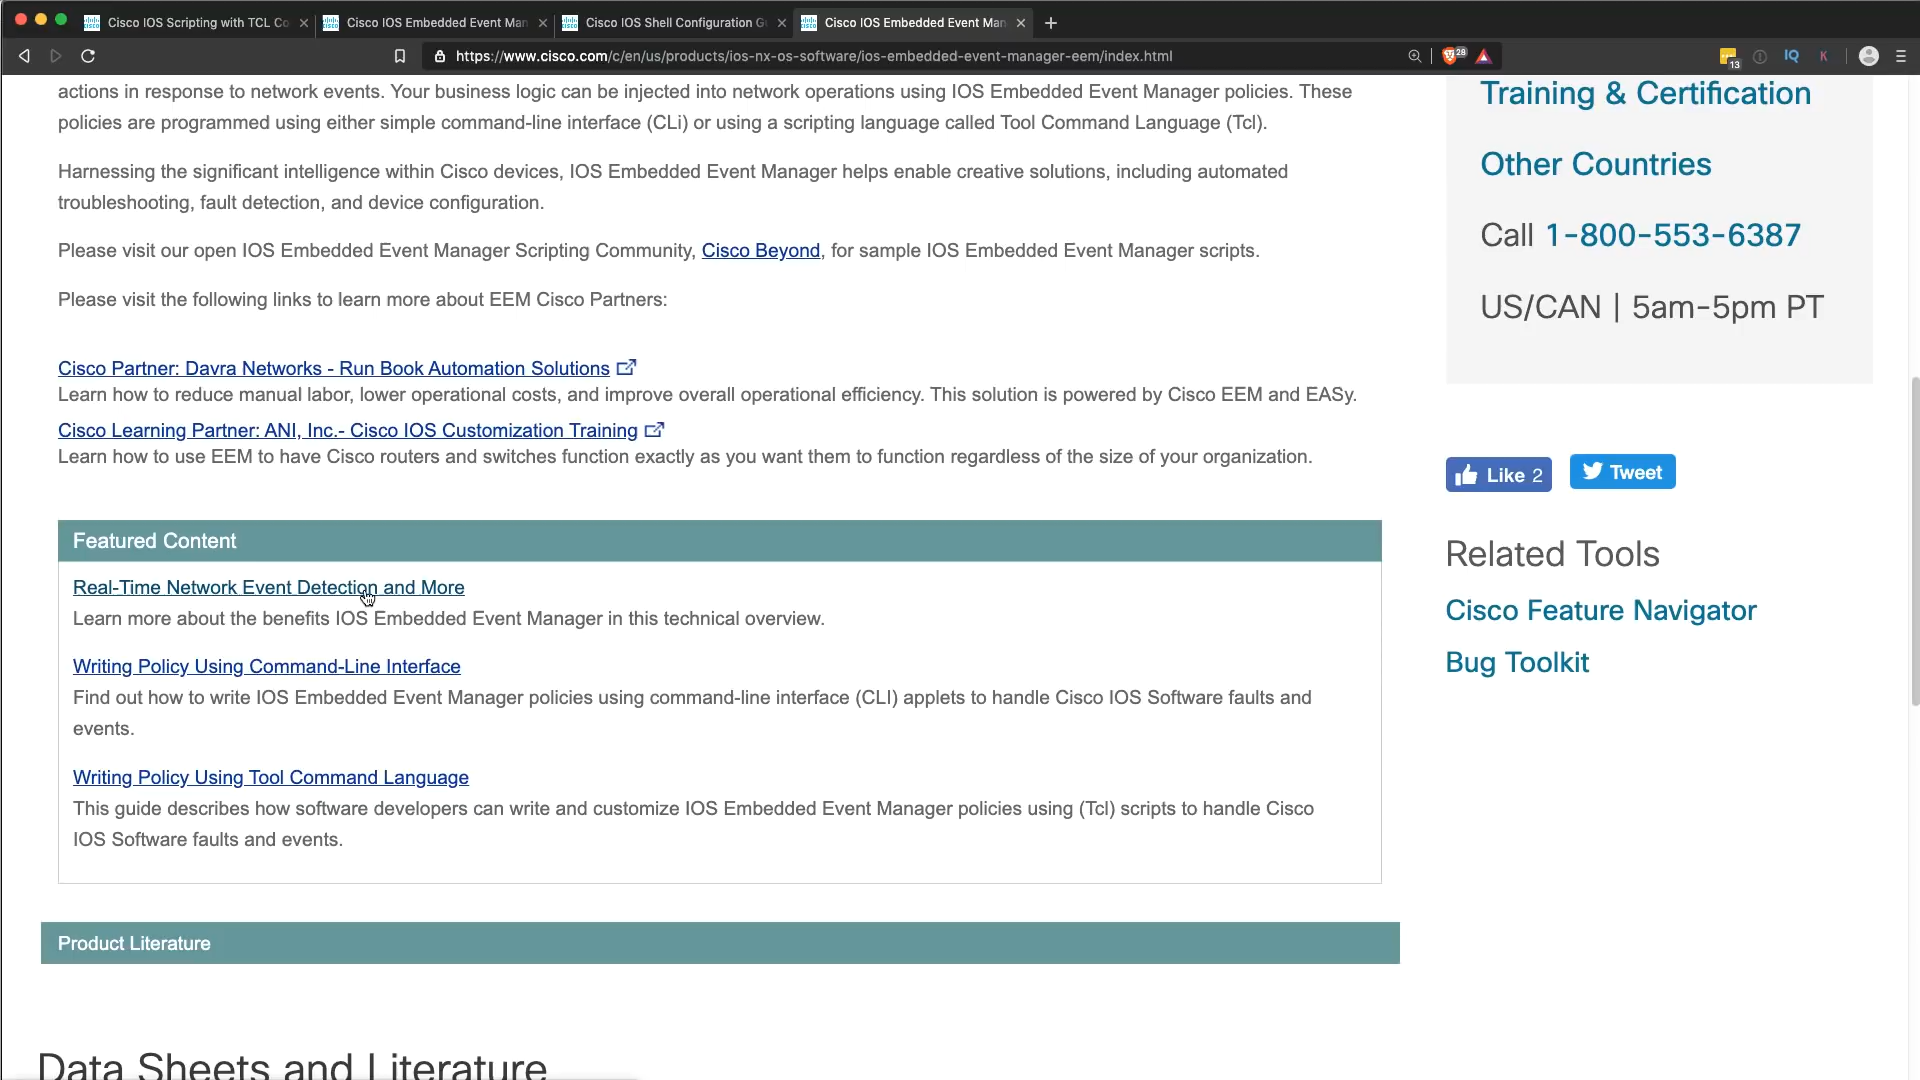 Cisco IOS Scripting with TCL Co
Cisco IOS Embedded Event Man
Cisco IOS Shell Configuration G
Cisco IOS Embedded Event Man
https://www.cisco.com/c/en/us/products/ios-nx-os-software/ios-embedded-event-manager-eem/index.html
28
13
IQ
K
actions in response to network events. Your business logic can be injected into network operations using IOS Embedded Event Manager policies. These
policies are programmed using either simple command-line interface (CLi) or using a scripting language called Tool Command Language (Tcl).
Harnessing the significant intelligence within Cisco devices, IOS Embedded Event Manager helps enable creative solutions, including automated
troubleshooting, fault detection, and device configuration.
Please visit our open IOS Embedded Event Manager Scripting Community, Cisco Beyond, for sample IOS Embedded Event Manager scripts.
Please visit the following links to learn more about EEM Cisco Partners:
Cisco Partner: Davra Networks - Run Book Automation Solutions
Learn how to reduce manual labor, lower operational costs, and improve overall operational efficiency. This solution is powered by Cisco EEM and EASy.
Cisco Learning Partner: ANI, Inc.- Cisco IOS Customization Training
Learn how to use EEM to have Cisco routers and switches function exactly as you want them to function regardless of the size of your organization.
Featured Content
Real-Time Network Event Detection and More
Learn more about the benefits IOS Embedded Event Manager in this technical overview.
Writing Policy Using Command-Line Interface
Find out how to write IOS Embedded Event Manager policies using command-line interface (CLI) applets to handle Cisco IOS Software faults and
events.
Writing Policy Using Tool Command Language
This guide describes how software developers can write and customize IOS Embedded Event Manager policies using (Tcl) scripts to handle Cisco
IOS Software faults and events.
Product Literature
Data Sheets and Literature
Training & Certification
Other Countries
Call 1-800-553-6387
US/CAN | 5am-5pm PT
Like 2
Tweet
Related Tools
Cisco Feature Navigator
Bug Toolkit